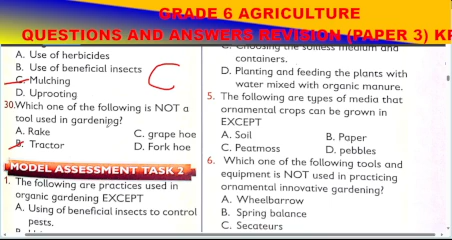 GRADE 6 AGRICULTURE
QUESTIONS AND ANSWERS REVISION (PAPER 3)
A. Use of herbicides
B. Use of beneficial insects
C. Mulching
D. Uprooting
C
30.Which one of the following is NOT a
tool used in gardening?
A. Rake
C. grape hoe
B. Tractor
D. Fork hoe
MODEL ASSESSMENT TASK 2
1. The following are practices used in
organic gardening EXCEPT
A. Using of beneficial insects to control
pests.
C. Choosing the soilless medium and
containers.
D. Planting and feeding the plants with
water mixed with organic manure.
5. The following are types of media that
ornamental crops can be grown in
EXCEPT
A. Soil
B. Paper
C. Peatmoss
D. pebbles
6. Which one of the following tools and
equipment is NOT used in practicing
ornamental innovative gardening?
A. Wheelbarrow
B. Spring balance
C. Secateurs